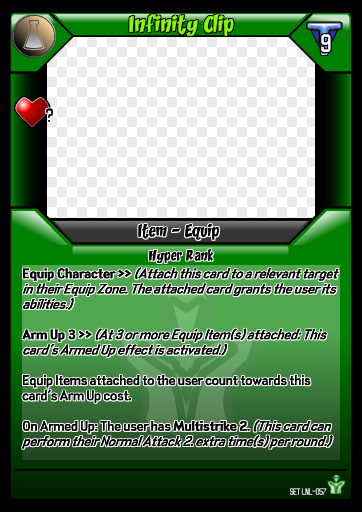 Infinity Clip
9
?
Item - Equip
Hyper Rank
Equip Character >> (Attach this card to a relevant target
in their Equip Zone. The attached card grants the user its
abilities.)
Arm Up 3 >> (At 3 or more Equip Item(s) attached: This
card's Armed Up effect is activated.)
Equip Items attached to the user count towards this
card's Arm Up cost.
On Armed Up: The user has Multistrike 2. (This card can
perform their Normal Attack 2 extra time(s) per round.)
SET LNL-057